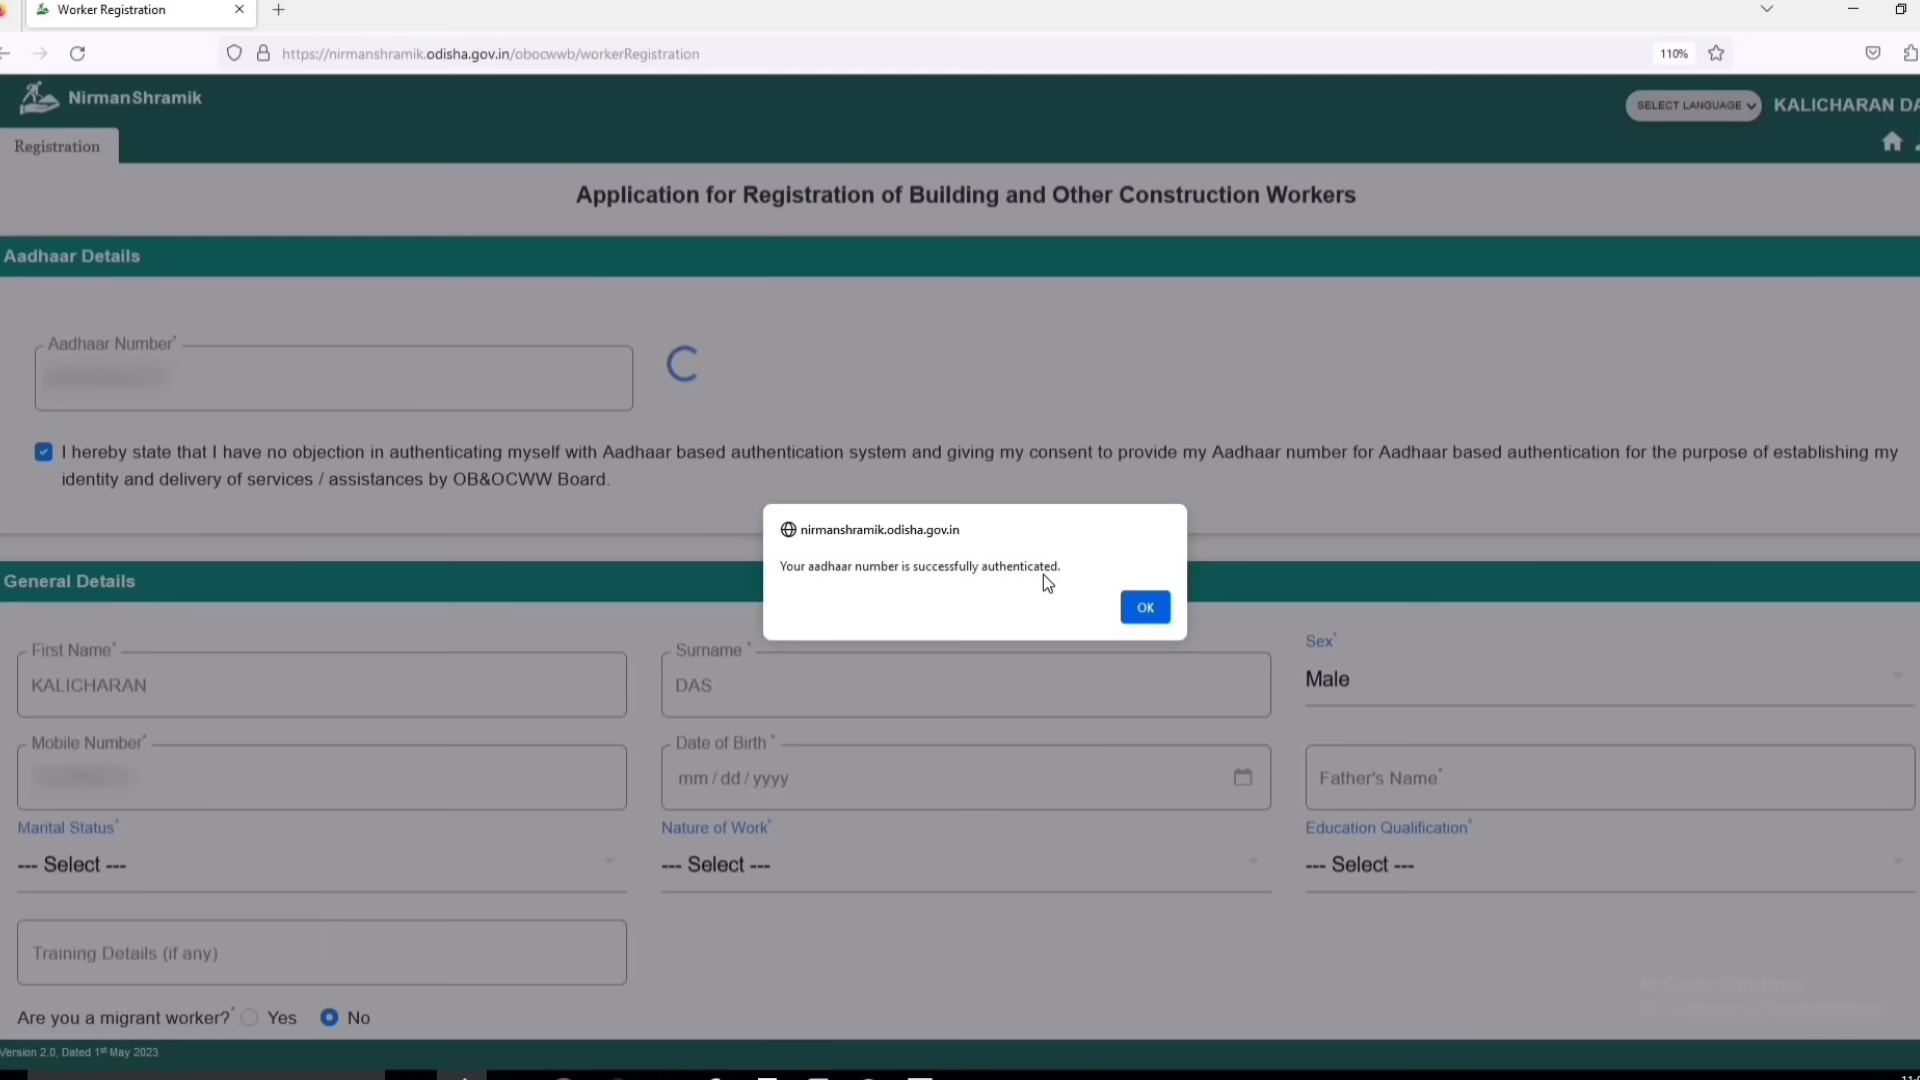 Worker Registration
https://nirmanshramik.odisha.gov.in/obocwwb/workerRegistration
110%
NirmanShramik
SELECT LANGUAGE
KALICHARAN DA
Registration
Application for Registration of Building and Other Construction Workers
Aadhaar Details
Aadhaar Number*
I hereby state that I have no objection in authenticating myself with Aadhaar based authentication system and giving my consent to provide my Aadhaar number for Aadhaar based authentication for the purpose of establishing my
identity and delivery of services / assistances by OB&OCWW Board.
nirmanshramik.odisha.gov.in
Your aadhaar number is successfully authenticated.
OK
General Details
First Name*
KALICHARAN
Surname *
DAS
Sex*
Male
Mobile Number*
Date of Birth *
mm / dd / yyyy
Father's Name*
Marital Status*
--- Select ---
Nature of Work*
--- Select ---
Education Qualification*
--- Select ---
Training Details (if any)
Are you a migrant worker?* Yes No
Version 2.0, Dated 1st May 2023